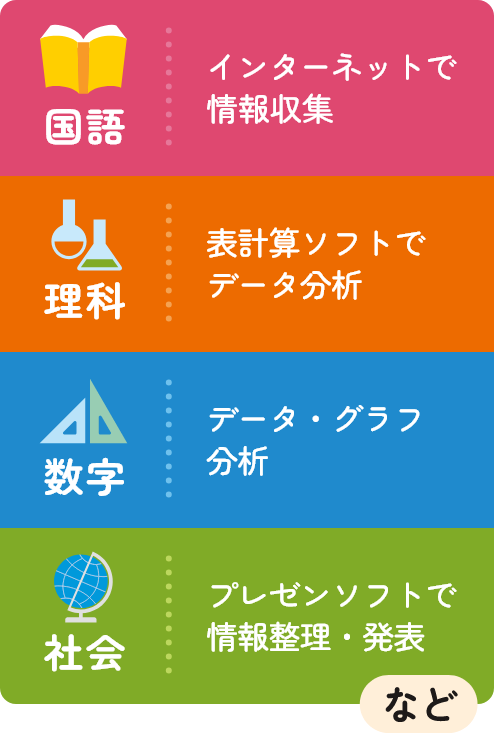 国語
インターネットで
情報収集
理科
表計算ソフトで
データ分析
数字
データ・グラフ
分析
社会
プレゼンソフトで
情報整理・発表
など